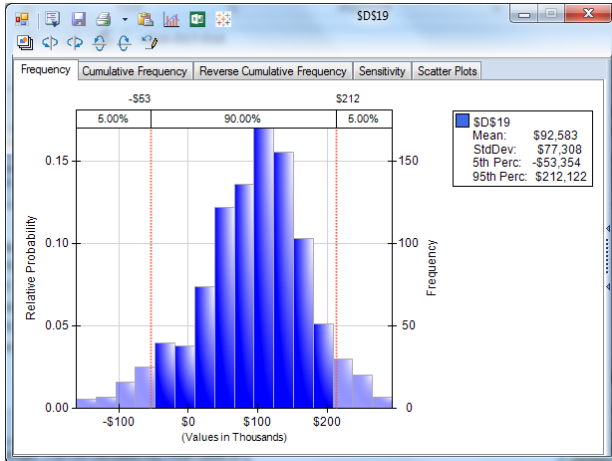 $D$19
Frequency Cumulative Frequency Reverse Cumulative Frequency Sensitivity Scatter Plots
-$53 $212
5.00% 90.00% 5.00%
$D$19
Mean: $92,583
StdDev: $77,308
5th Perc: -$53,354
95th Perc: $212,122
Relative Probability
0.15
0.10
0.05
0.00
150
100
50
0
Frequency
-$100 $0 $100 $200
(Values in Thousands)